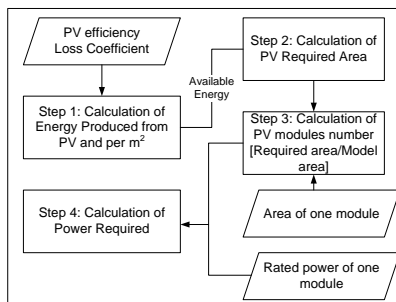 PV efficiency
Loss Coefficient
Step 2: Calculation of
PV Required Area
Available
Energy
Step 1: Calculation of
Energy Produced from
PV and per m²
Step 3: Calculation of
PV modules number
[Required area/Model
area]
Step 4: Calculation of
Power Required
Area of one module
Rated power of one
module